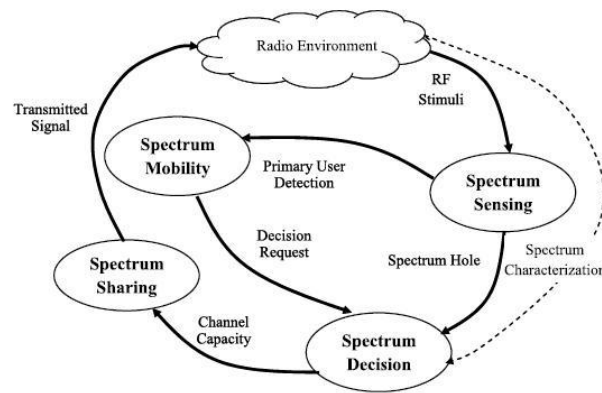 Radio Environment
RF
Stimuli
Transmitted
Signal
Spectrum
Mobility
Primary User
Detection
Spectrum
Sensing
Decision
Request
Spectrum Hole
Spectrum
Characterization
Spectrum
Sharing
Channel
Capacity
Spectrum
Decision